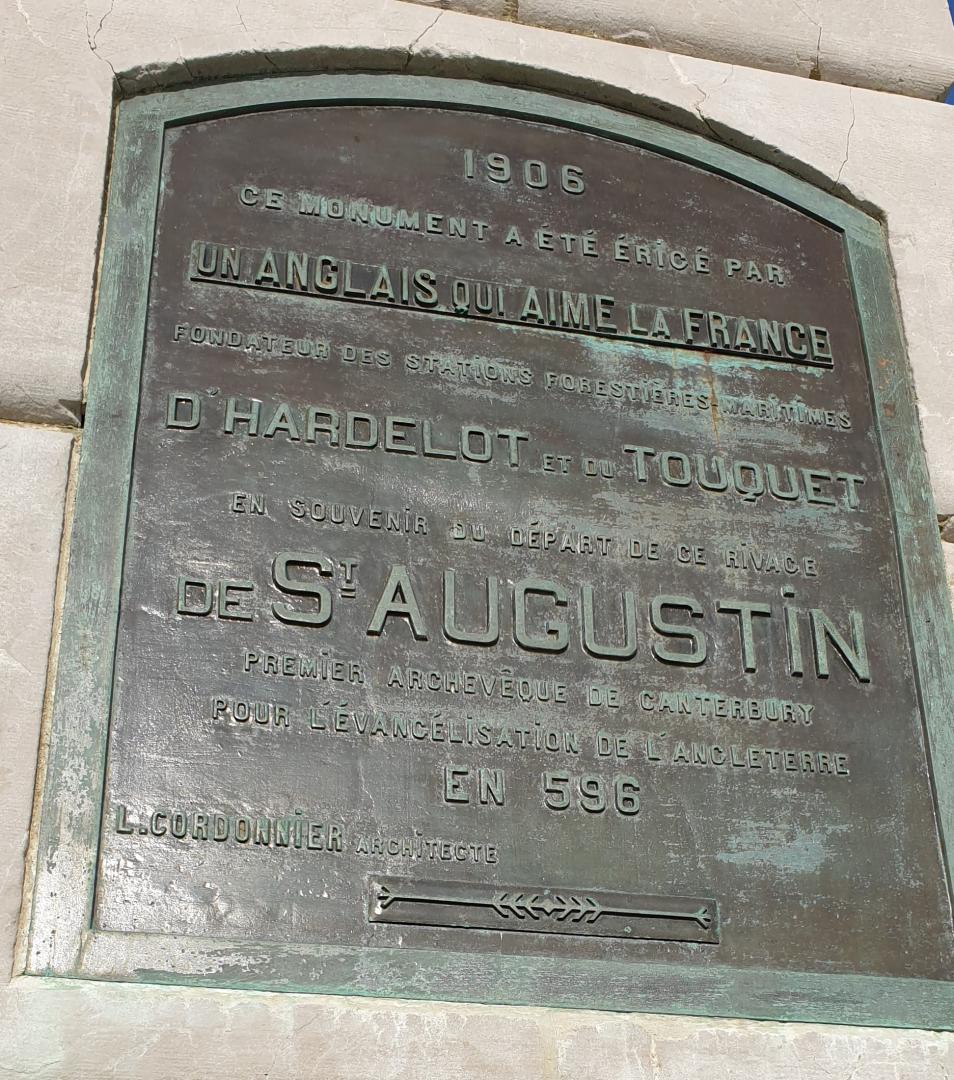 1906
CE MONUMENT A ÉTÉ ÉRIGÉ PAR
UN ANGLAIS QUI AIME LA FRANCE
FONDATEUR DES STATIONS FORESTIÈRES MARITIMES
D'HARDELOT ET DU TOUQUET
EN SOUVENIR DU DÉPART DE CE RIVAGE
DE ST AUGUSTIN
PREMIER ARCHEVÊQUE DE CANTERBURY
POUR L'ÉVANGÉLISATION DE L'ANGLETERRE
EN 596
L. CORDONNIER ARCHITECTE